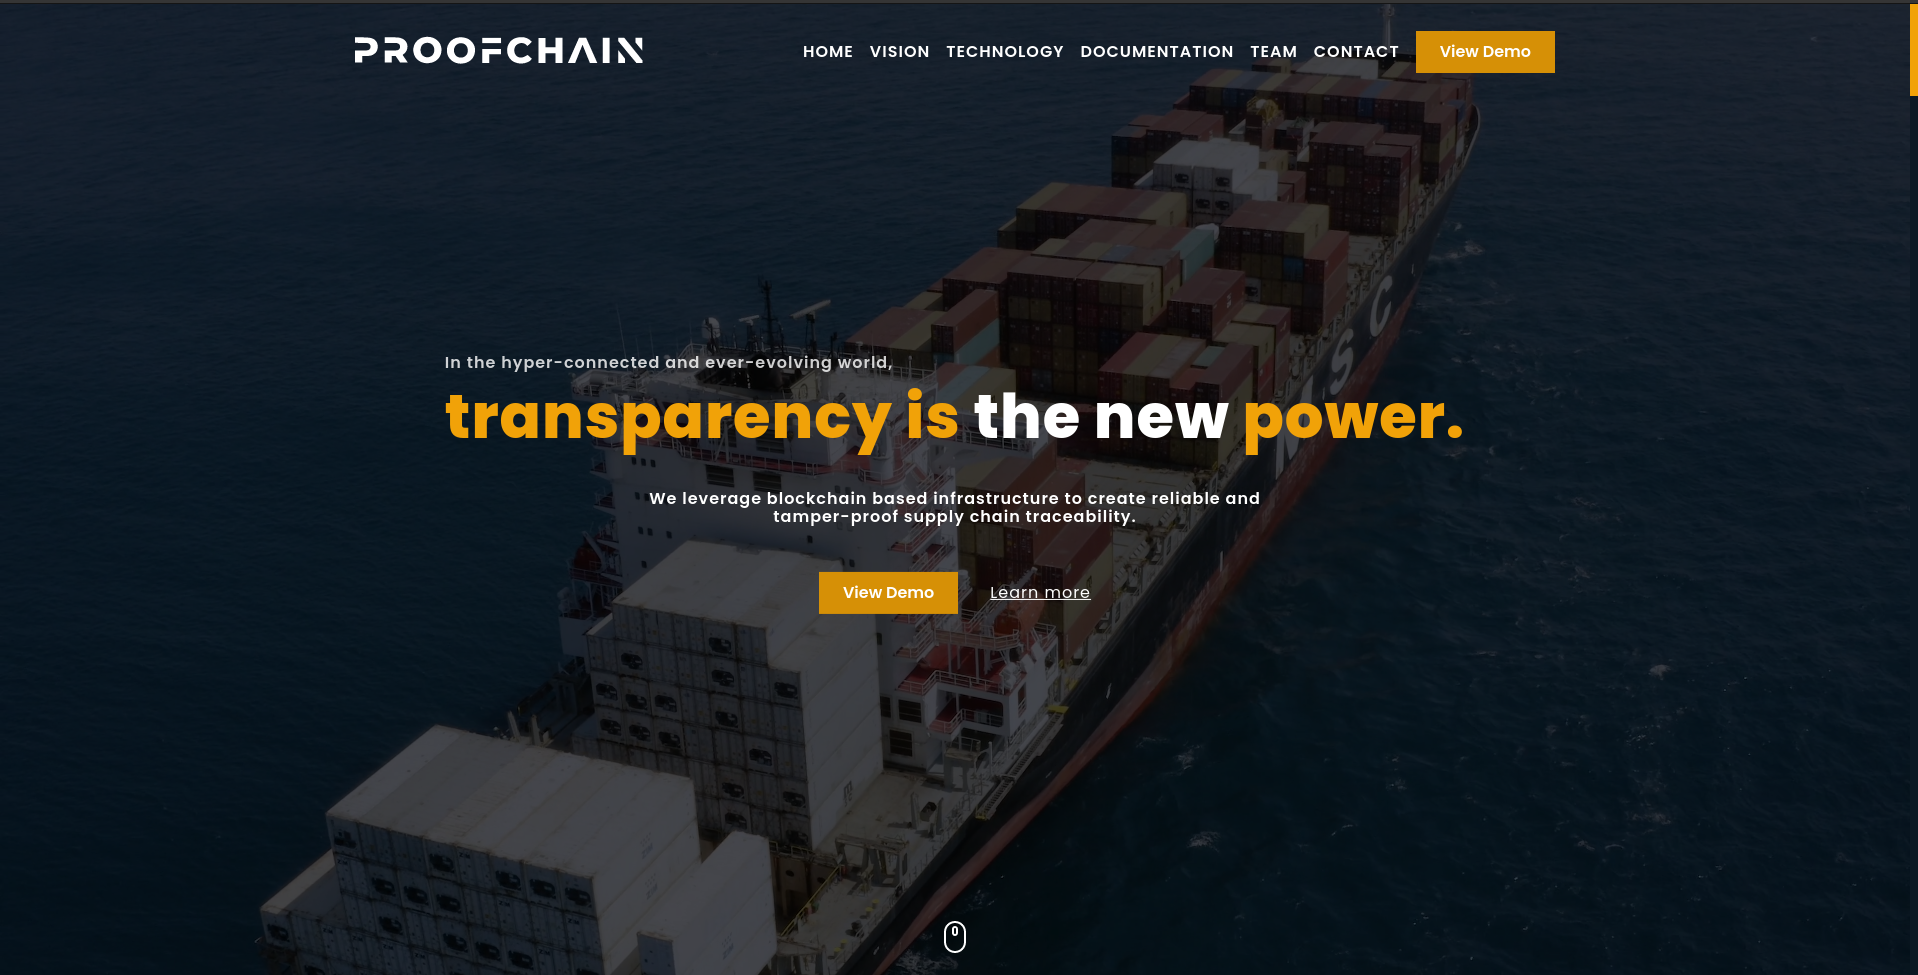 PROOFCHAIN
HOME VISION TECHNOLOGY DOCUMENTATION TEAM CONTACT View Demo
In the hyper-connected and ever-evolving world,
transparency is the new power.
We leverage blockchain based infrastructure to create reliable and
tamper-proof supply chain traceability.
View Demo Learn more
MSC